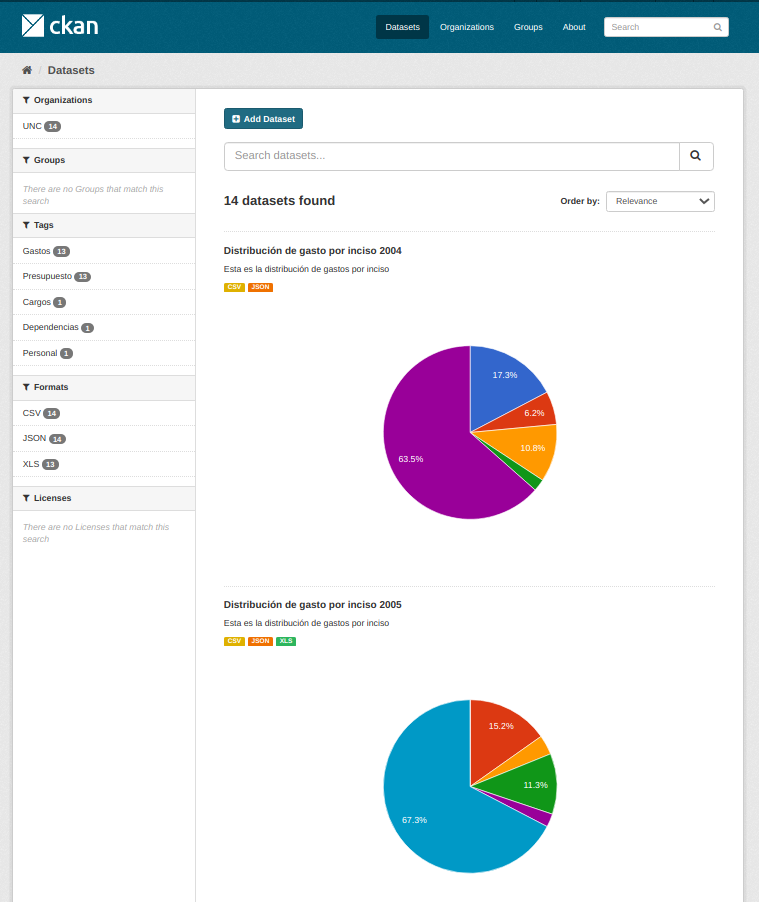 ckan
Datasets
Organizations
Groups
About
Search
/ Datasets
Organizations
UNC 14
Groups
There are no Groups that match this
search
Tags
Gastos 13
Presupuesto 13
Cargos 1
Dependencias 1
Personal 1
Formats
CSV 14
JSON 14
XLS 13
Licenses
There are no Licenses that match this
search
Add Dataset
Search datasets...
14 datasets found
Order by: Relevance
Distribución de gasto por inciso 2004
Esta es la distribución de gastos por inciso
CSV JSON
17.3%
6.2%
10.8%
63.5%
Distribución de gasto por inciso 2005
Esta es la distribución de gastos por inciso
CSV JSON XLS
15.2%
11.3%
67.3%